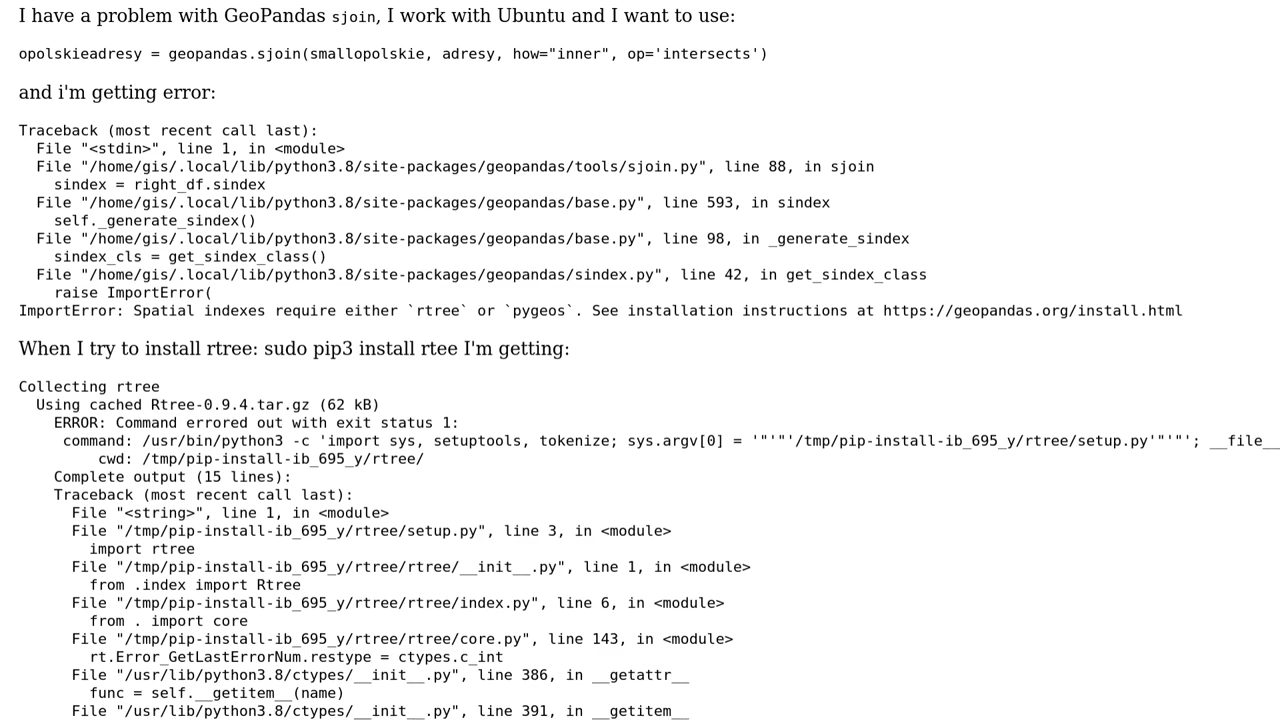 I have a problem with GeoPandas sjoin, I work with Ubuntu and I want to use:
opolskieadresy = geopandas.sjoin(smallopolskie, adresy, how="inner", op='intersects')
and i'm getting error:
Traceback (most recent call last):
  File "<stdin>", line 1, in <module>
  File "/home/gis/.local/lib/python3.8/site-packages/geopandas/tools/sjoin.py", line 88, in sjoin
    sindex = right_df.sindex
  File "/home/gis/.local/lib/python3.8/site-packages/geopandas/base.py", line 593, in sindex
    self._generate_sindex()
  File "/home/gis/.local/lib/python3.8/site-packages/geopandas/base.py", line 98, in _generate_sindex
    sindex_cls = get_sindex_class()
  File "/home/gis/.local/lib/python3.8/site-packages/geopandas/sindex.py", line 42, in get_sindex_class
    raise ImportError(
ImportError: Spatial indexes require either `rtree` or `pygeos`. See installation instructions at https://geopandas.org/install.html
When I try to install rtree: sudo pip3 install rtee I'm getting:
Collecting rtree
  Using cached Rtree-0.9.4.tar.gz (62 kB)
    ERROR: Command errored out with exit status 1:
     command: /usr/bin/python3 -c 'import sys, setuptools, tokenize; sys.argv[0] = '"'"'/tmp/pip-install-ib_695_y/rtree/setup.py'"'"'; __file__
         cwd: /tmp/pip-install-ib_695_y/rtree/
    Complete output (15 lines):
    Traceback (most recent call last):
      File "<string>", line 1, in <module>
      File "/tmp/pip-install-ib_695_y/rtree/setup.py", line 3, in <module>
        import rtree
      File "/tmp/pip-install-ib_695_y/rtree/rtree/__init__.py", line 1, in <module>
        from .index import Rtree
      File "/tmp/pip-install-ib_695_y/rtree/rtree/index.py", line 6, in <module>
        from . import core
      File "/tmp/pip-install-ib_695_y/rtree/rtree/core.py", line 143, in <module>
        rt.Error_GetLastErrorNum.restype = ctypes.c_int
      File "/usr/lib/python3.8/ctypes/__init__.py", line 386, in __getattr__
        func = self.__getitem__(name)
      File "/usr/lib/python3.8/ctypes/__init__.py", line 391, in __getitem__